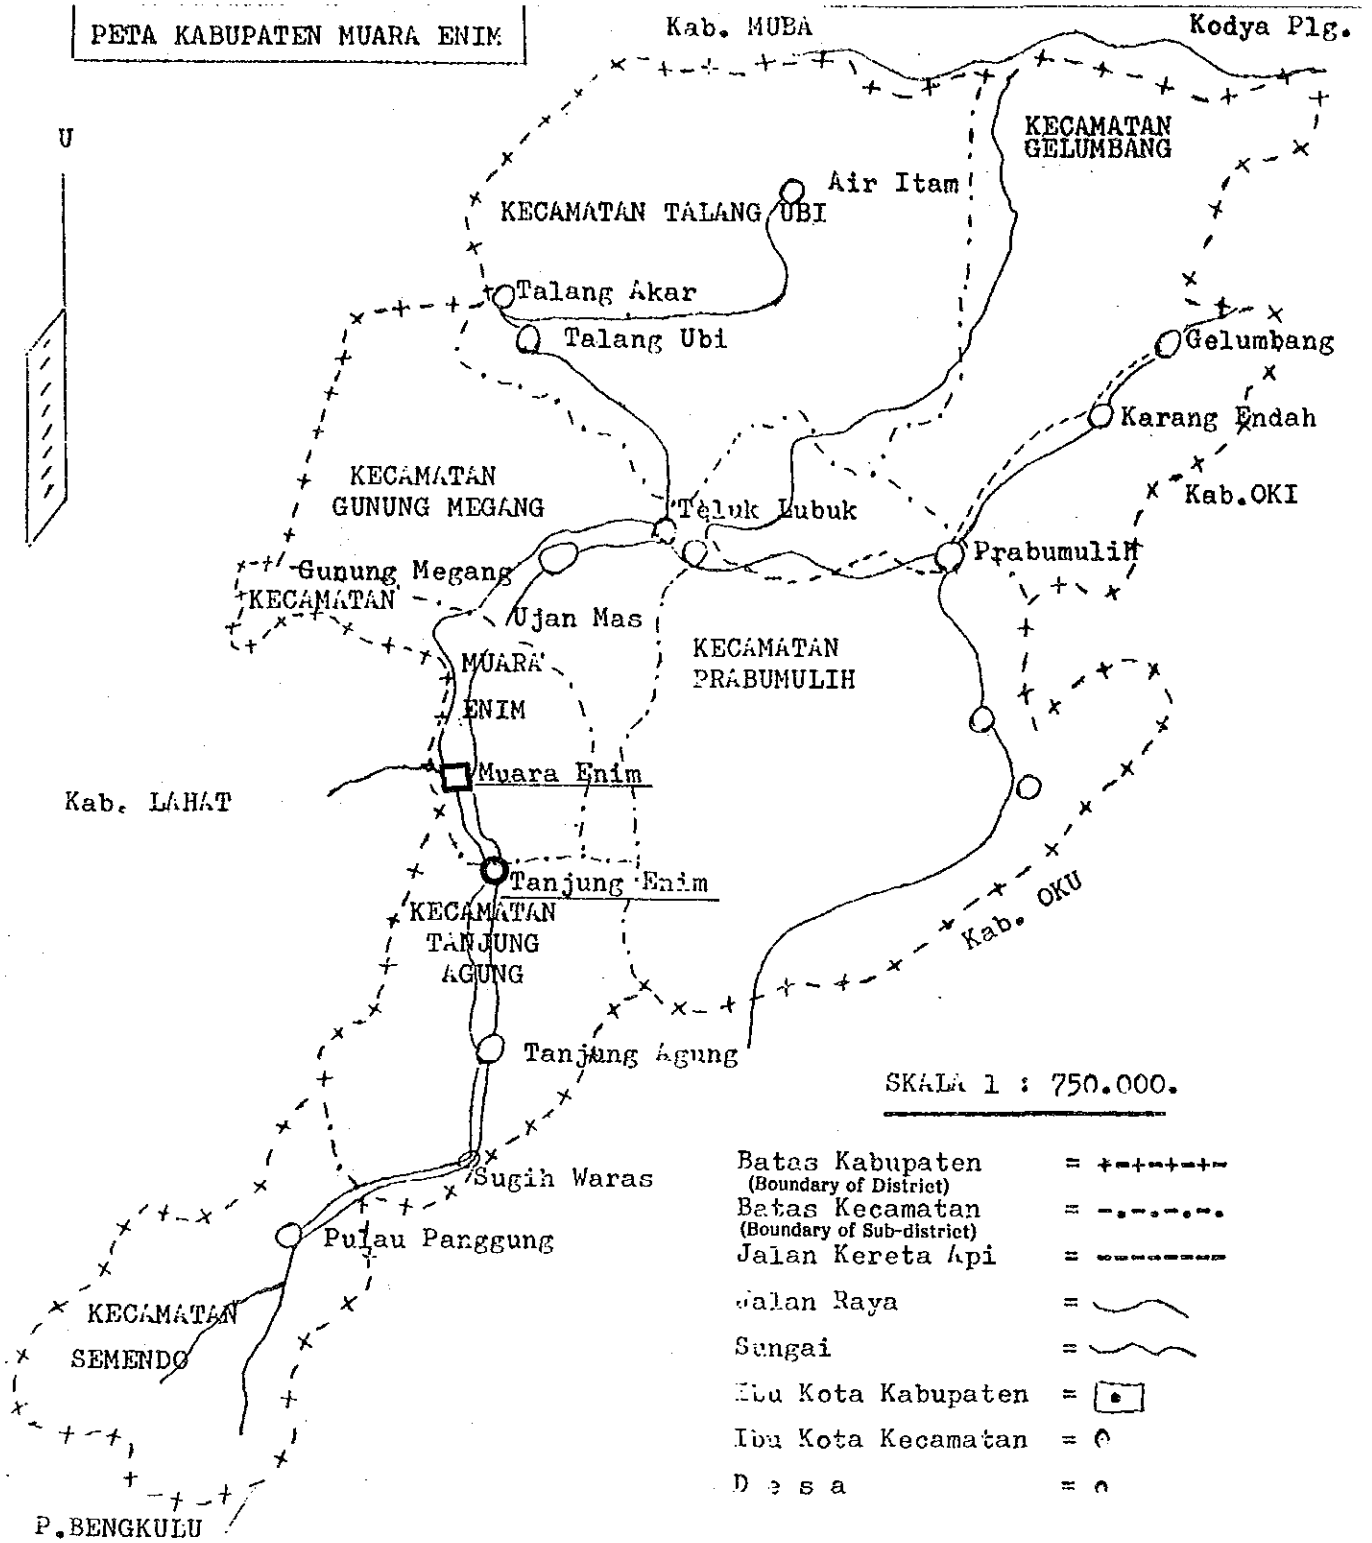 PETA KABUPATEN MUARA ENIM
Kab. MUBA
Kodya Plg.
U
KECAMATAN
GELUMBANG
Air Itam
KECAMATAN TALANG UBI
Talang Akar
Talang Ubi
Gelumbang
Karang Endah
KECAMATAN
GUNUNG MEGANG
Teluk Lubuk
Kab.OKI
Prabumulih
Gunung Megang
KECAMATAN
Ujan Mas
MUARA
ENIM
KECAMATAN
PRABUMULIH
Muara Enim
Kab. LAHAT
Tanjung Enim
KECAMATAN
TANJUNG
AGUNG
Kab. OKU
Tanjung Agung
SKALA 1 : 750.000.
Sugih Waras
Pulau Panggung
KECAMATAN
SEMENDO
P.BENGKULU
Batas Kabupaten =
(Boundary of District)
Batas Kecamatan =
(Boundary of Sub-district)
Jalan Kereta Api =
Jalan Raya =
Sungai =
Ibu Kota Kabupaten =
Ibu Kota Kecamatan =
D e s a =